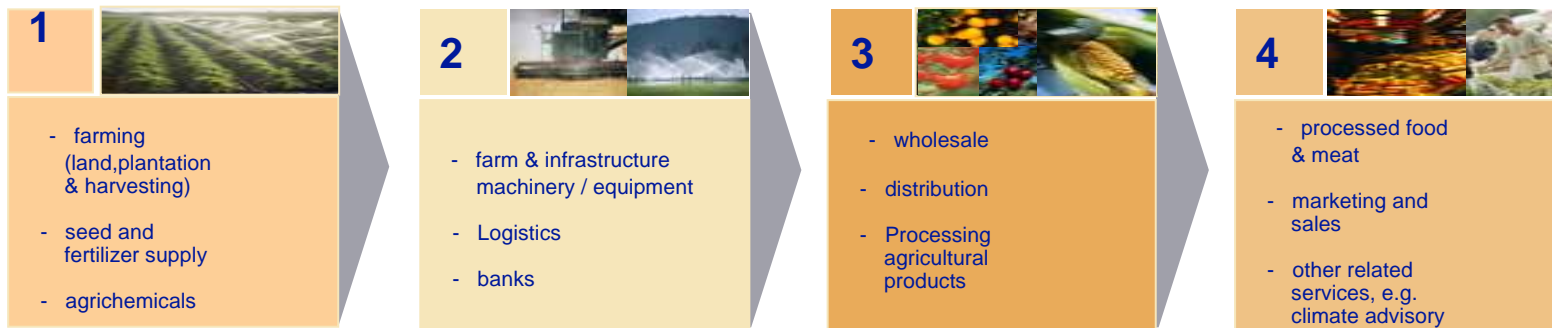 1
- farming
(land,plantation
& harvesting)
- seed and
fertilizer supply
- agrichemicals
2
- farm & infrastructure
machinery / equipment
- Logistics
- banks
3
- wholesale
- distribution
- Processing
agricultural
products
4
- processed food
& meat
- marketing and
sales
- other related
services, e.g.
climate advisory